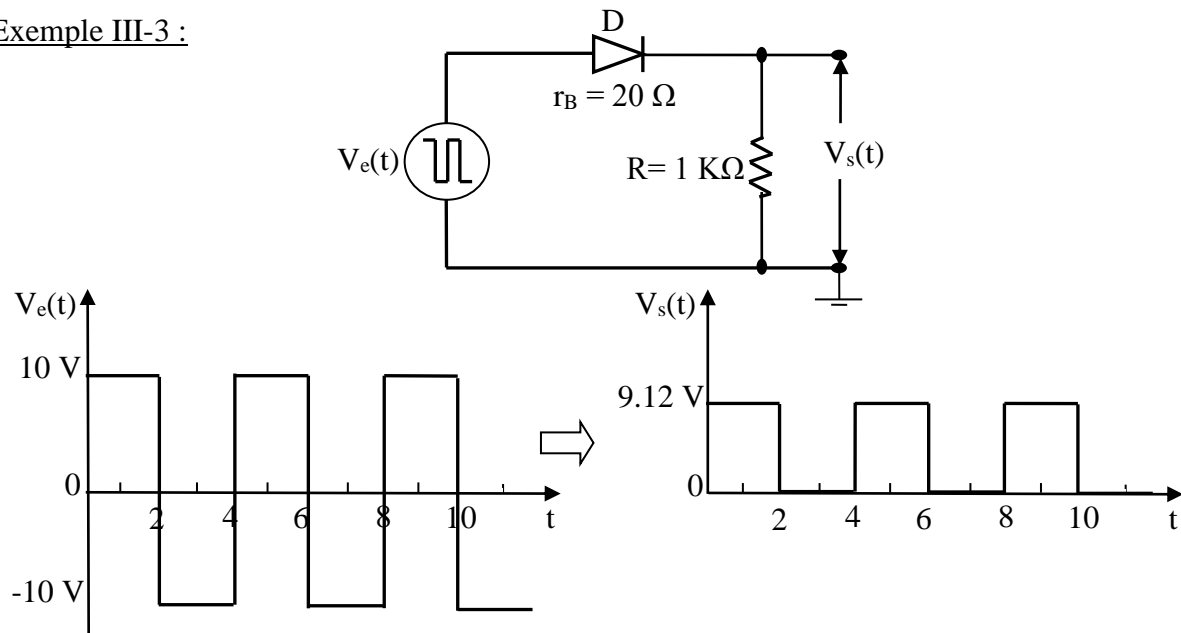 Exemple III-3 :
D
r_B = 20 Ω
V_e(t)
R= 1 KΩ
V_s(t)
V_e(t)
10 V
0
2 4 6 8 10 t
-10 V
V_s(t)
9.12 V
0
2 4 6 8 10 t